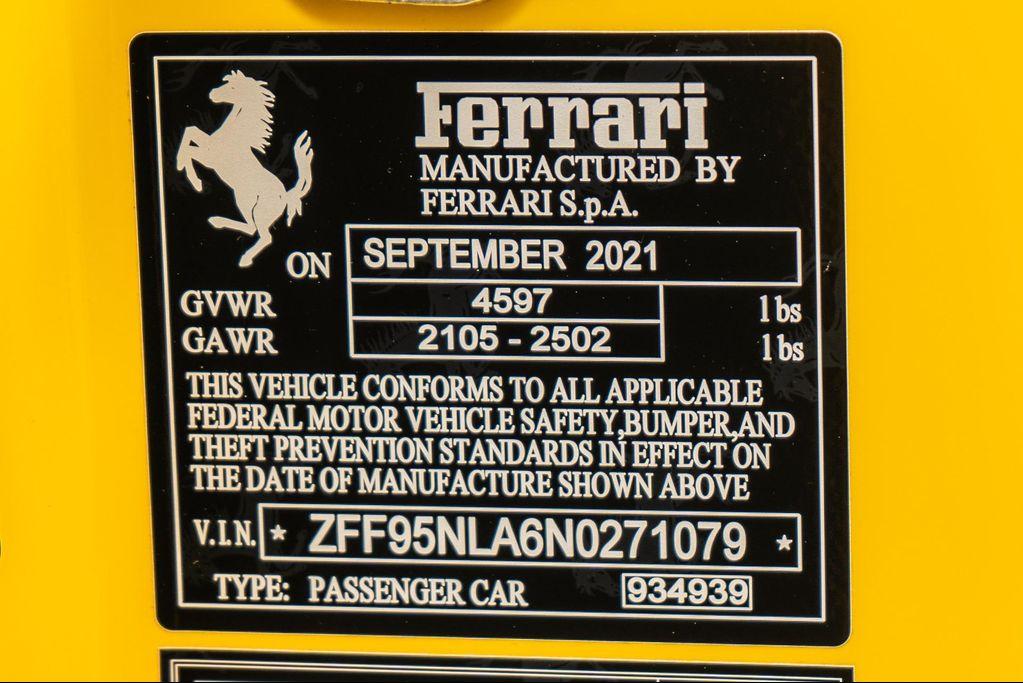 Ferrari
MANUFACTURED BY
FERRARI S.p.A.
ON SEPTEMBER 2021
GVWR 4597 lbs
GAWR 2105 - 2502 lbs
THIS VEHICLE CONFORMS TO ALL APPLICABLE
FEDERAL MOTOR VEHICLE SAFETY,BUMPER,AND
THEFT PREVENTION STANDARDS IN EFFECT ON
THE DATE OF MANUFACTURE SHOWN ABOVE
V.I.N. * ZFF95NLA6N0271079 *
TYPE: PASSENGER CAR 934939